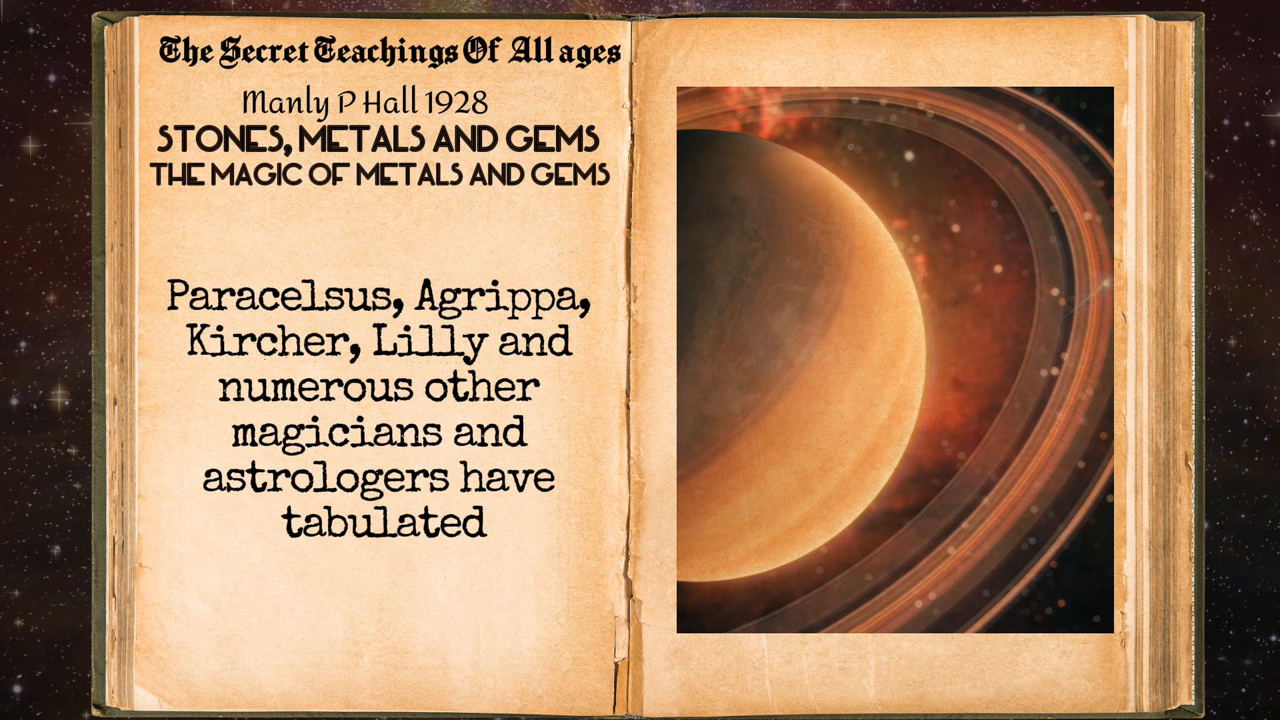 The Secret Teachings Of All ages
Manly P Hall 1928
STONES, METALS AND GEMS
THE MAGIC OF METALS AND GEMS
Paracelsus, Agrippa,
Kircher, Lilly and
numerous other
magicians and
astrologers have
tabulated